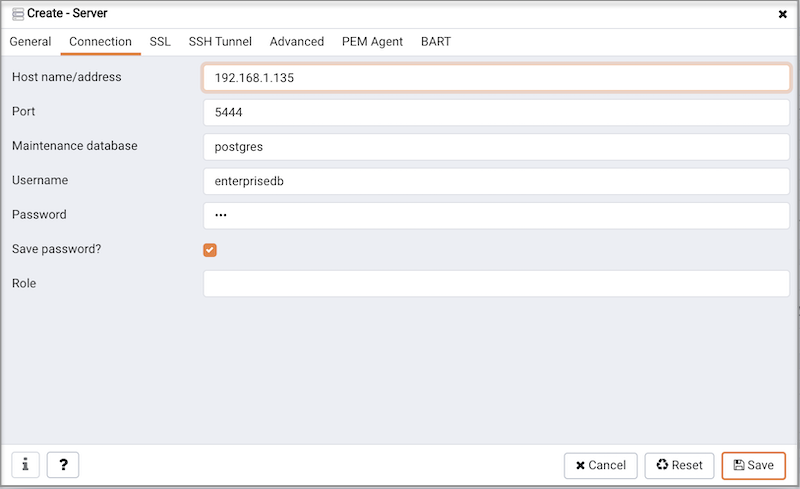 Create - Server
General Connection SSL SSH Tunnel Advanced PEM Agent BART
Host name/address 192.168.1.135
Port 5444
Maintenance database postgres
Username enterprisedb
Password •••
Save password?
Role
i ? Cancel Reset Save